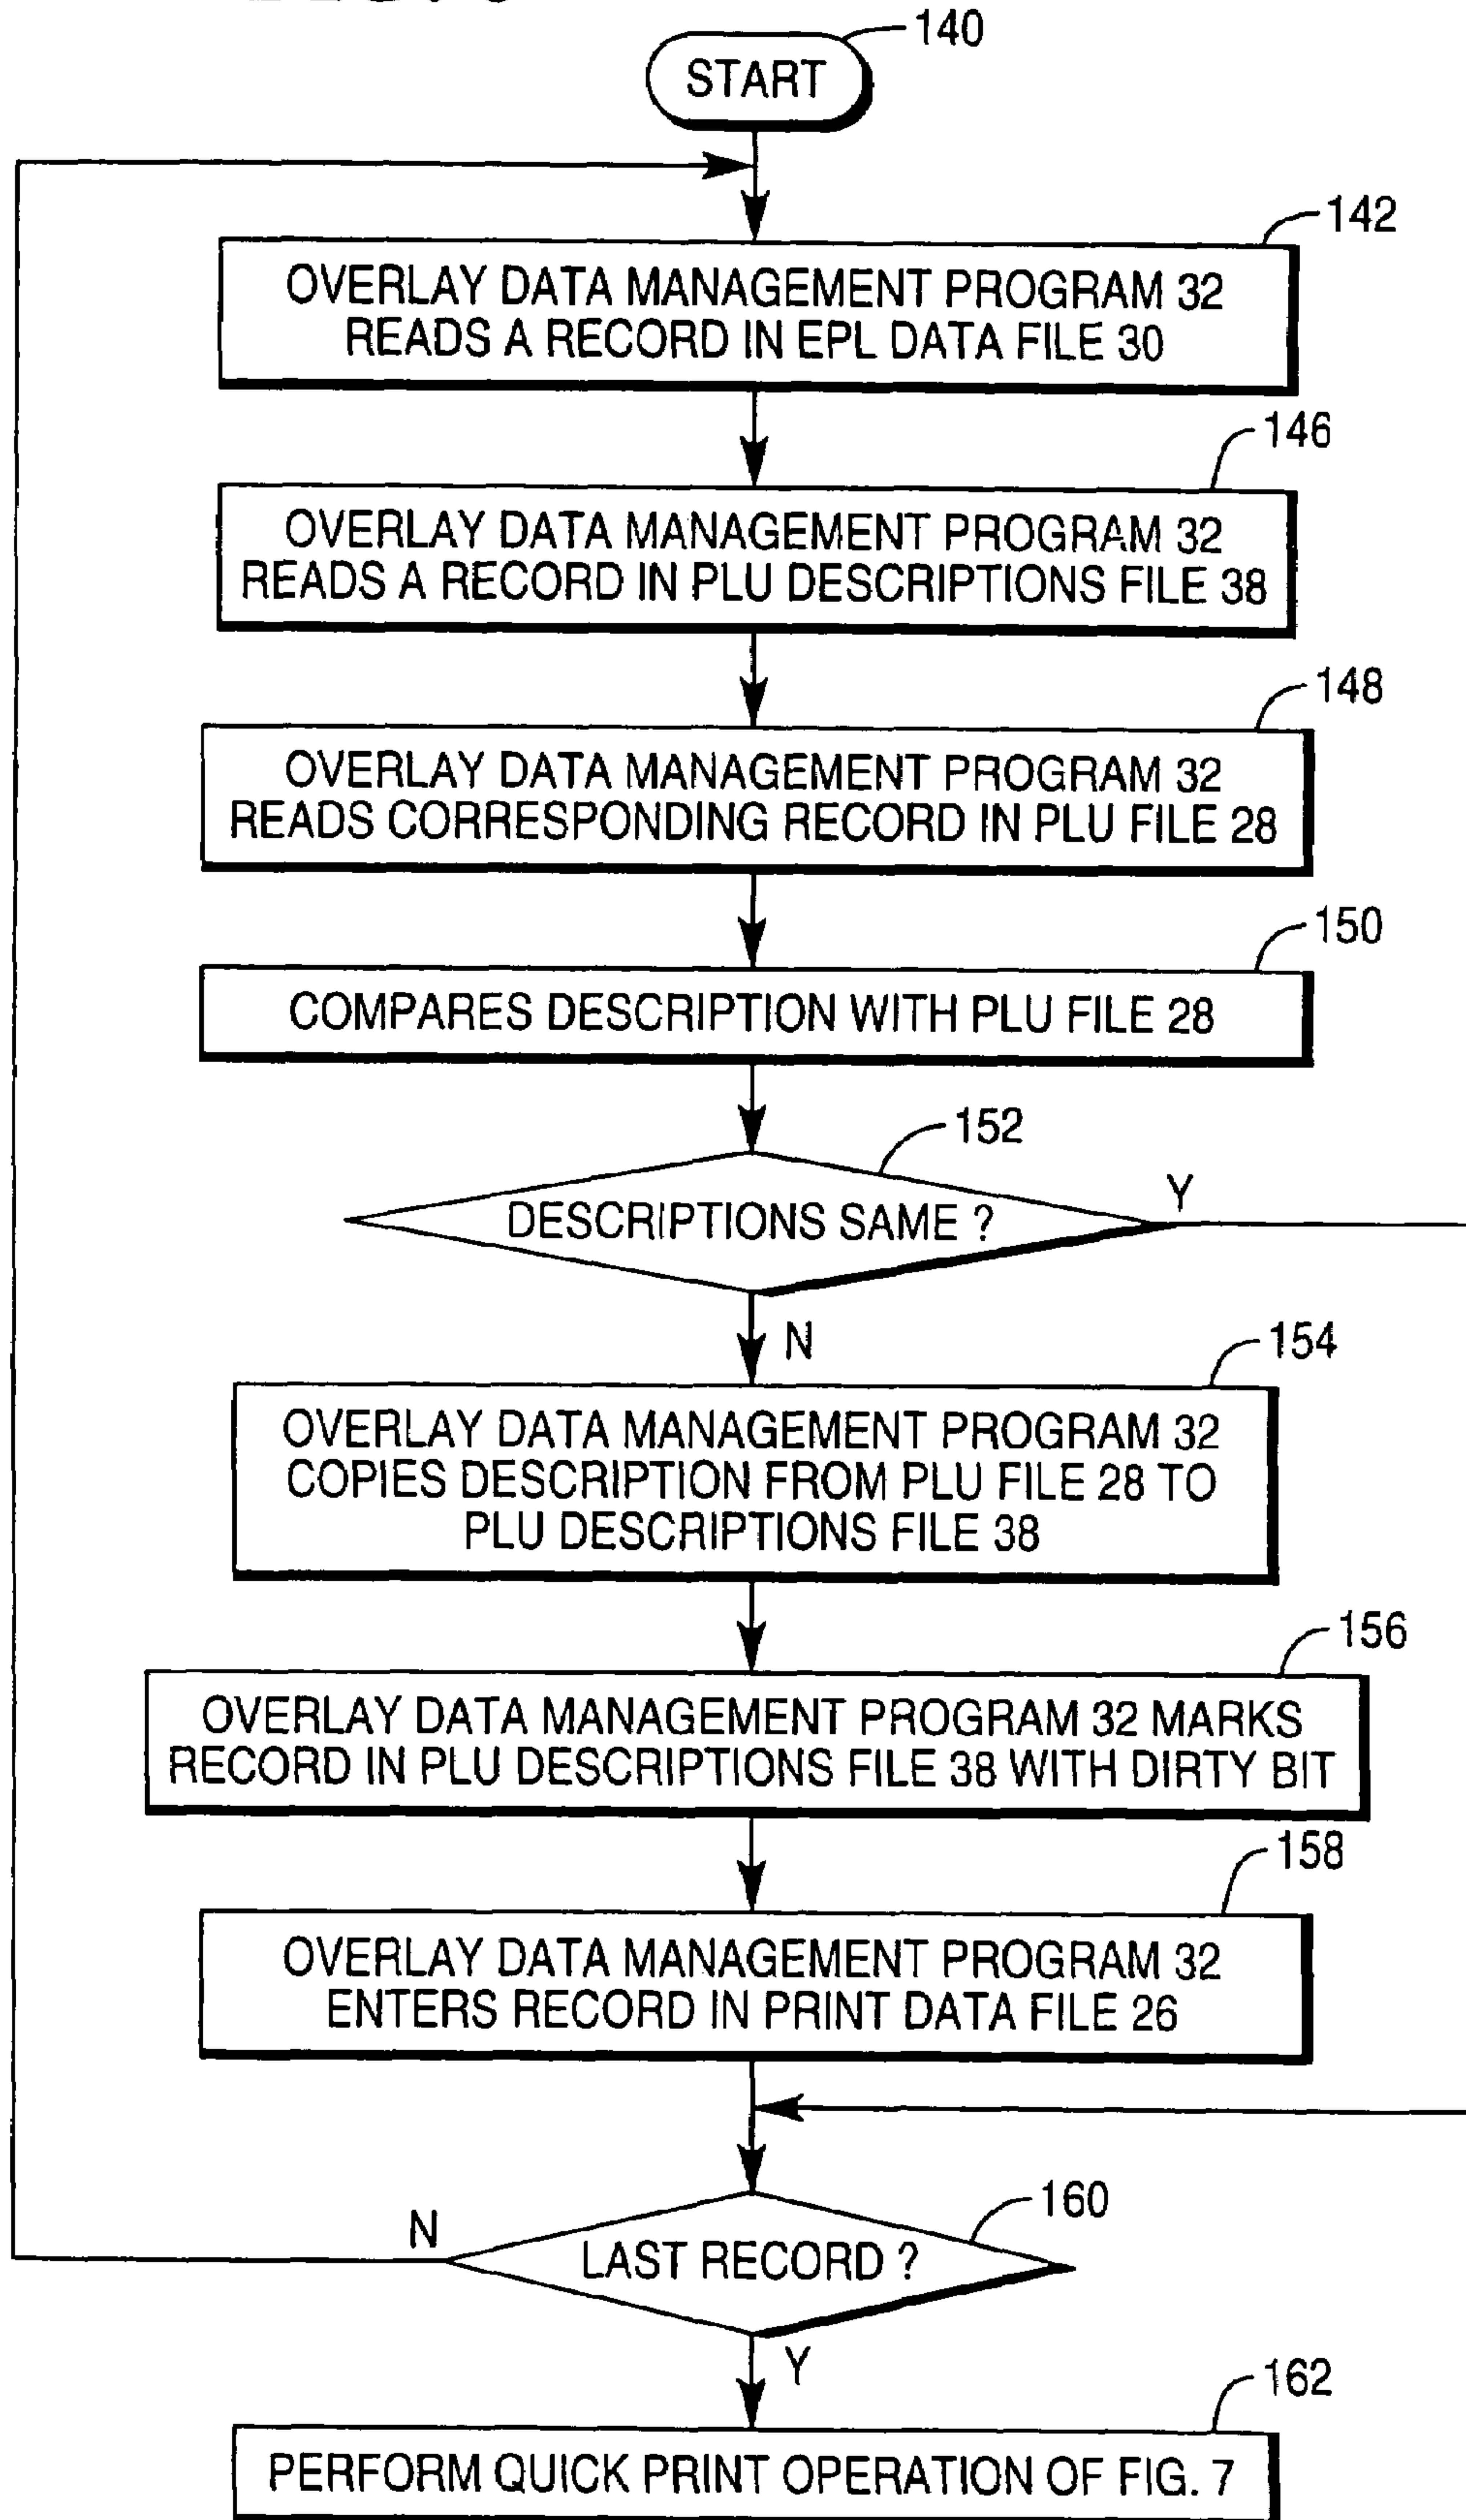 140
START
142
OVERLAY DATA MANAGEMENT PROGRAM 32
READS A RECORD IN EPL DATA FILE 30
146
OVERLAY DATA MANAGEMENT PROGRAM 32
READS A RECORD IN PLU DESCRIPTIONS FILE 38
148
OVERLAY DATA MANAGEMENT PROGRAM 32
READS CORRESPONDING RECORD IN PLU FILE 28
150
COMPARES DESCRIPTION WITH PLU FILE 28
152
DESCRIPTIONS SAME ?
Y
N
154
OVERLAY DATA MANAGEMENT PROGRAM 32
COPIES DESCRIPTION FROM PLU FILE 28 TO
PLU DESCRIPTIONS FILE 38
156
OVERLAY DATA MANAGEMENT PROGRAM 32 MARKS
RECORD IN PLU DESCRIPTIONS FILE 38 WITH DIRTY BIT
158
OVERLAY DATA MANAGEMENT PROGRAM 32
ENTERS RECORD IN PRINT DATA FILE 26
160
N
LAST RECORD ?
Y
162
PERFORM QUICK PRINT OPERATION OF FIG. 7